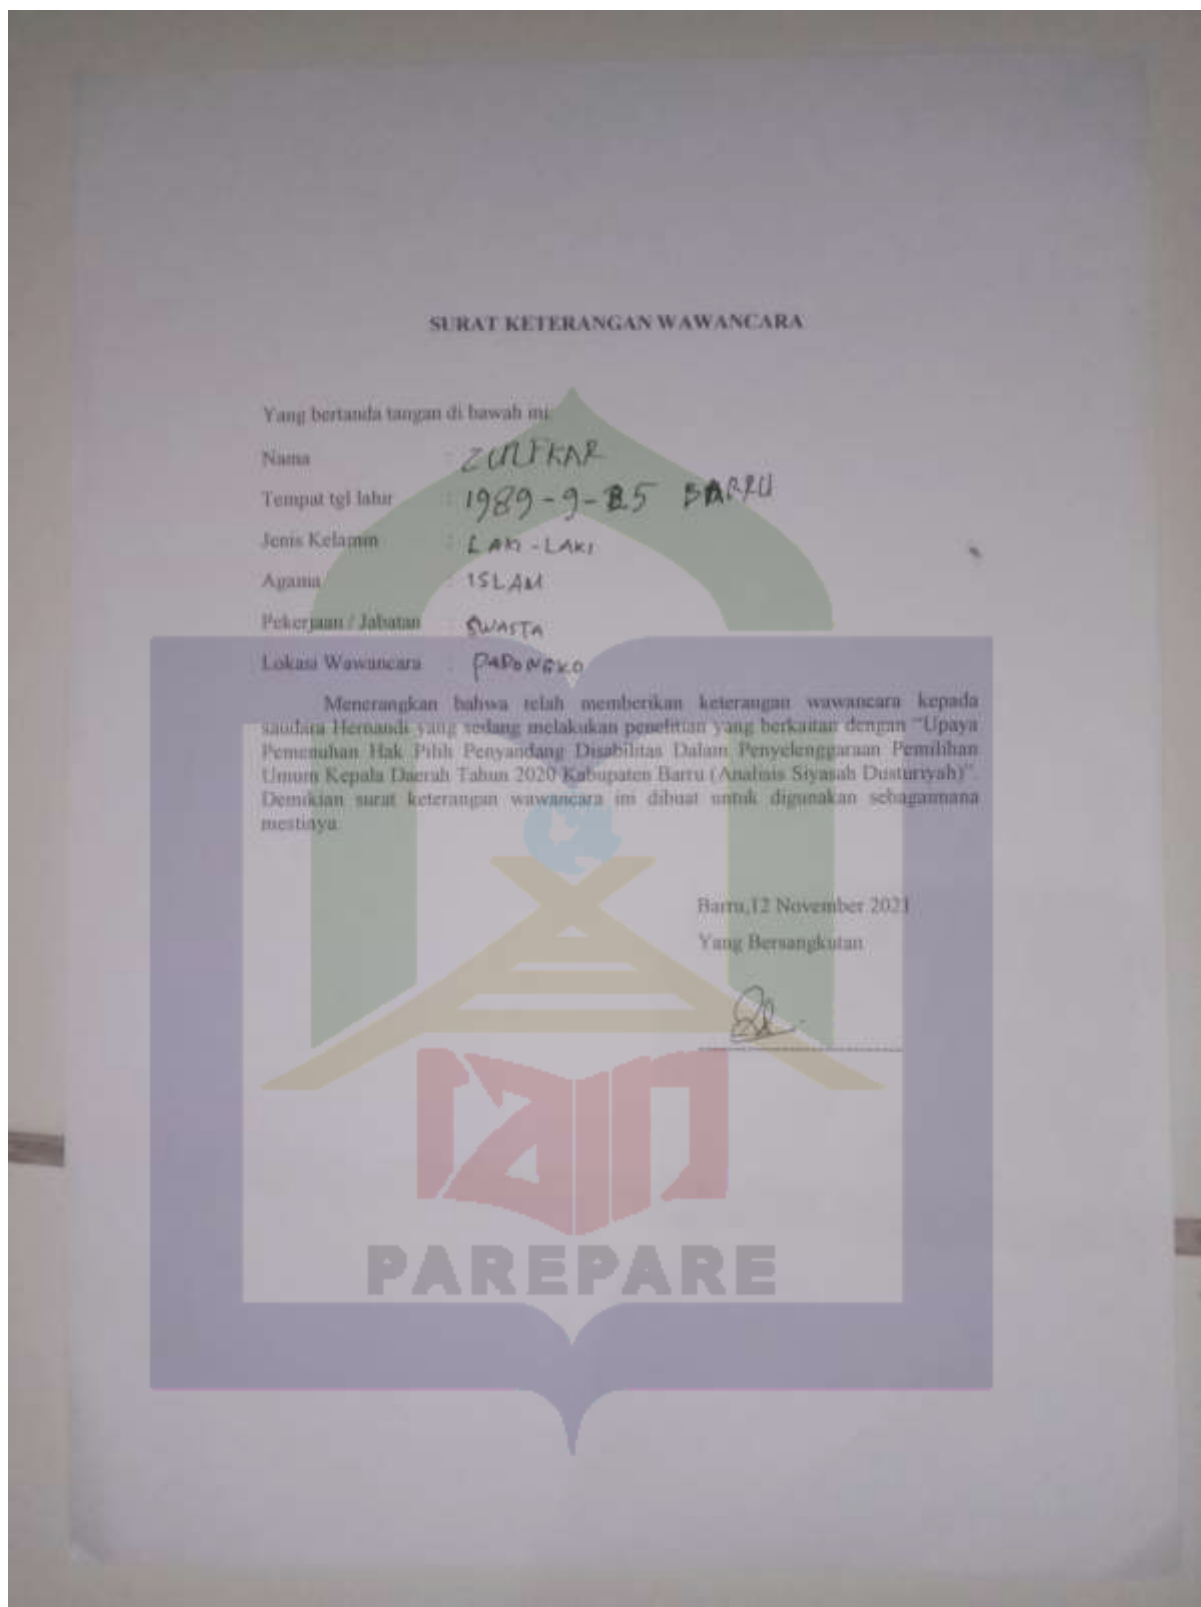 SURAT KETERANGAN WAWANCARA
Yang bertanda tangan di bawah ini:
Nama : ZULFKAR
Tempat tgl lahir : 1989-9-25 BARRU
Jenis Kelamin : LAKI-LAKI
Agama : ISLAM
Pekerjaan / Jabatan : SWASTA
Lokasi Wawancara : PADONGKO
Menerangkan bahwa telah memberikan keterangan wawancara kepada
saudara Hernandi yang sedang melakukan penelitian yang berkaitan dengan "Upaya
Pemenuhan Hak Pilih Penyandang Disabilitas Dalam Penyelenggaraan Pemilihan
Umum Kepala Daerah Tahun 2020 Kabupaten Barru (Analisis Siyasah Dusturiyah)".
Demikian surat keterangan wawancara ini dibuat untuk digunakan sebagaimana
mestinya.
Barru,12 November 2021
Yang Bersangkutan
iain
PAREPARE